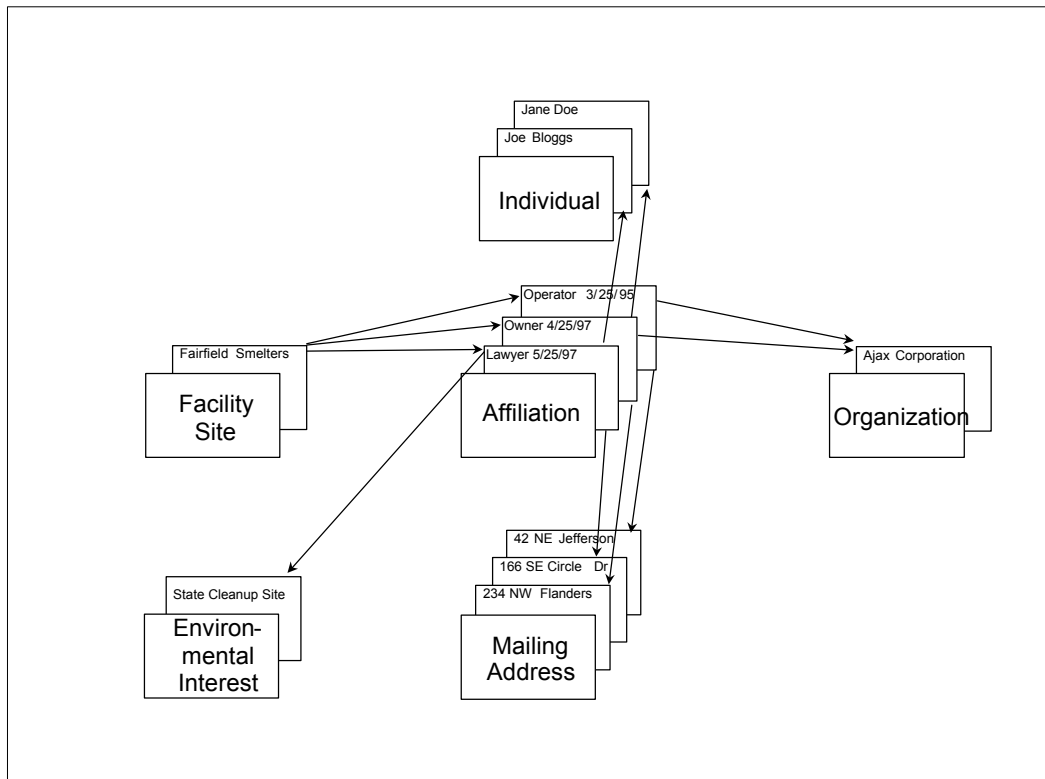 Jane Doe
Joe Bloggs
Individual
Operator 3/25/95
Owner 4/25/97
Fairfield Smelters
Lawyer 5/25/97
Ajax Corporation
Facility
Site
Affiliation
Organization
42 NE Jefferson
166 SE Circle Dr
State Cleanup Site
234 NW Flanders
Environ-
mental
Interest
Mailing
Address